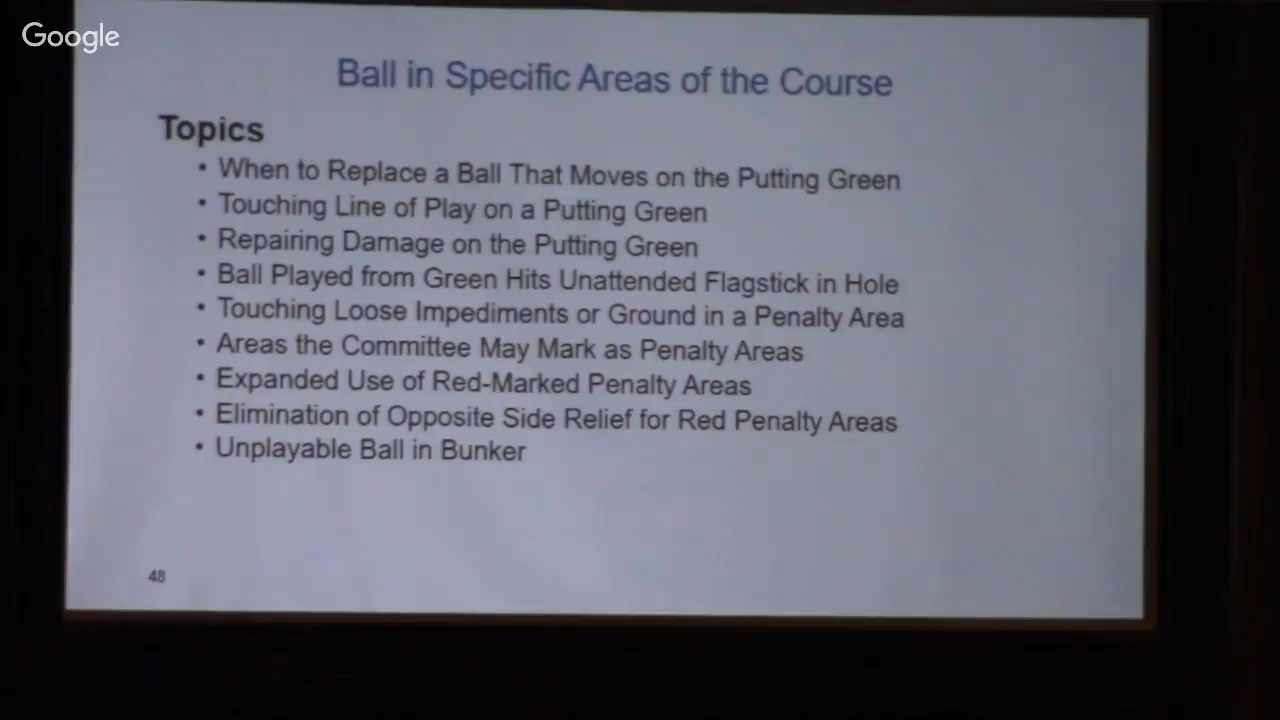 Google
Ball in Specific Areas of the Course
Topics
• When to Replace a Ball That Moves on the Putting Green
• Touching Line of Play on a Putting Green
• Repairing Damage on the Putting Green
• Ball Played from Green Hits Unattended Flagstick in Hole
• Touching Loose Impediments or Ground in a Penalty Area
• Areas the Committee May Mark as Penalty Areas
• Expanded Use of Red-Marked Penalty Areas
• Elimination of Opposite Side Relief for Red Penalty Areas
• Unplayable Ball in Bunker
48